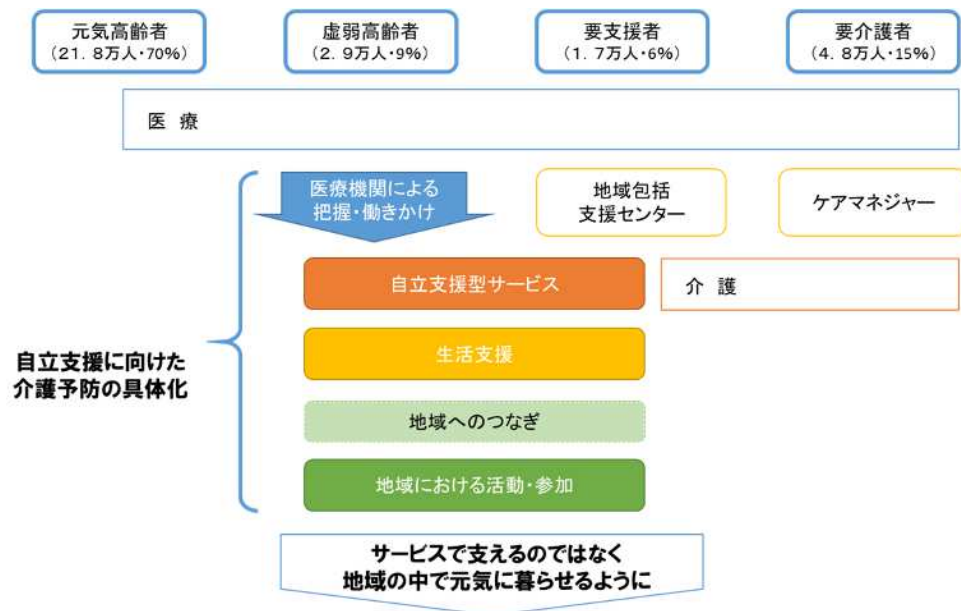 元気高齢者
(21.8万人・70%)
虚弱高齢者
(2.9万人・9%)
要支援者
(1.7万人・6%)
要介護者
(4.8万人・15%)
医 療
医療機関による
把握・働きかけ
地域包括
支援センター
ケアマネジャー
自立支援型サービス
介 護
生活支援
自立支援に向けた
介護予防の具体化
地域へのつなぎ
地域における活動・参加
サービスで支えるのではなく
地域の中で元気に暮らせるように